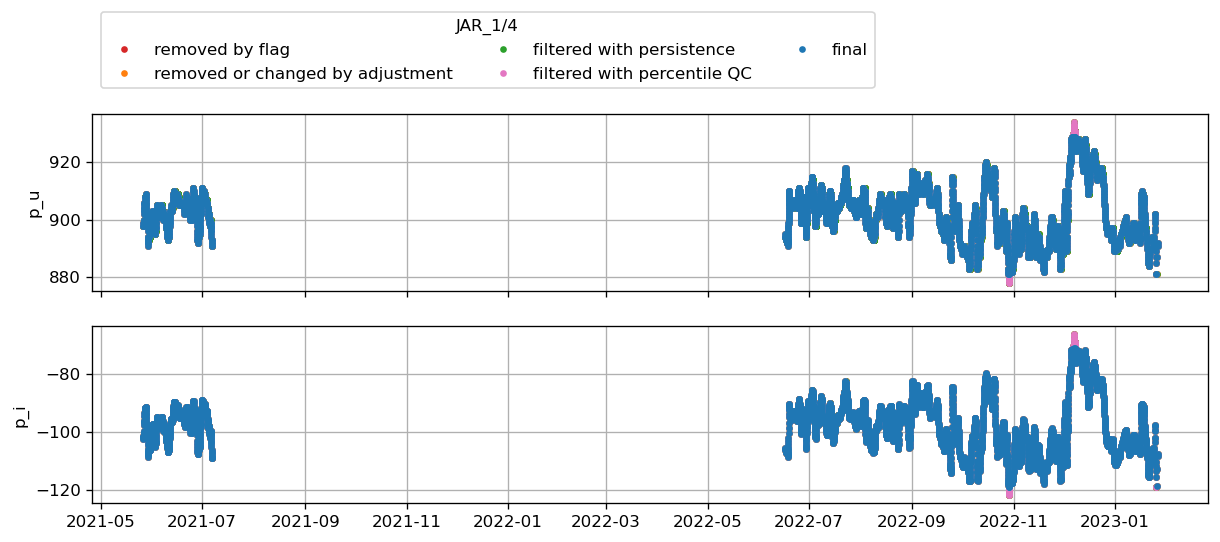 JAR_1/4
removed by flag
removed or changed by adjustment
filtered with persistence
filtered with percentile QC
final
p_u
920
900
880
p_i
−80
−100
−120
2021-05 2021-07 2021-09 2021-11 2022-01 2022-03 2022-05 2022-07 2022-09 2022-11 2023-01